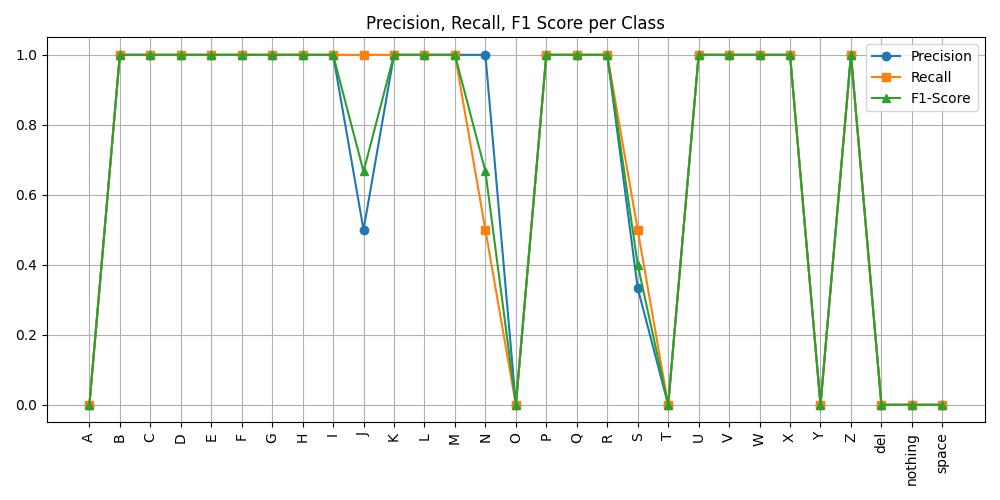 Precision, Recall, F1 Score per Class
Precision
Recall
F1-Score
1.0
0.8
0.6
0.4
0.2
0.0
A B C D E F G H I J K L M N O P Q R S T U V W X Y Z del nothing space